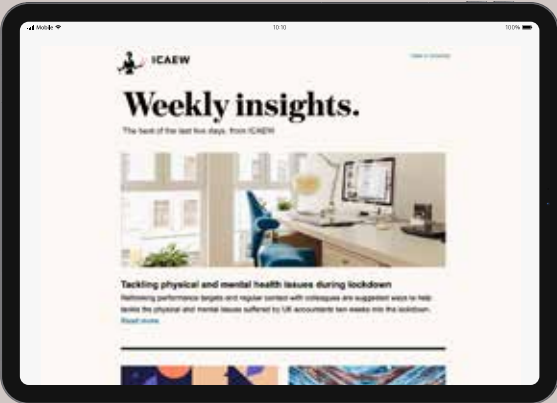 Mobile
10:10
100%
ICAEW
View in browser
Weekly insights.
The best of the last five days, from ICAEW
Tackling physical and mental health issues during lockdown
Rethinking performance targets and regular contact with colleagues are suggested ways to help
tackle the physical and mental issues suffered by UK accountants ten weeks into the lockdown.
Read more